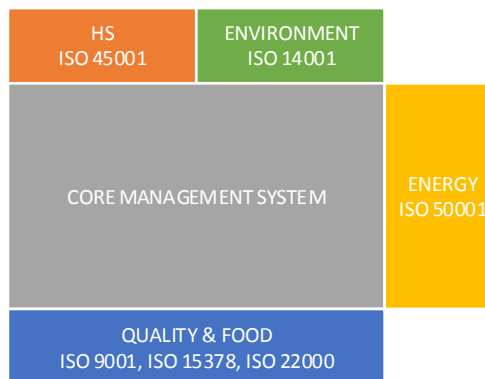 HS
ISO 45001
ENVIRONMENT
ISO 14001
CORE MANAGEMENT SYSTEM
ENERGY
ISO 50001
QUALITY & FOOD
ISO 9001, ISO 15378, ISO 22000